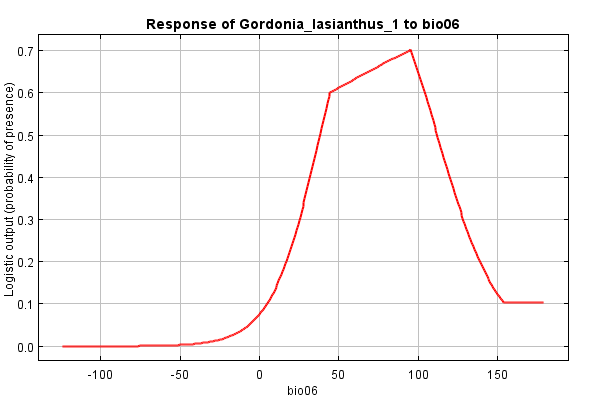 Response of Gordonia_lasianthus_1 to bio06
Logistic output (probability of presence)
0.7
0.6
0.5
0.4
0.3
0.2
0.1
0.0
-100 -50 0 50 100 150
bio06